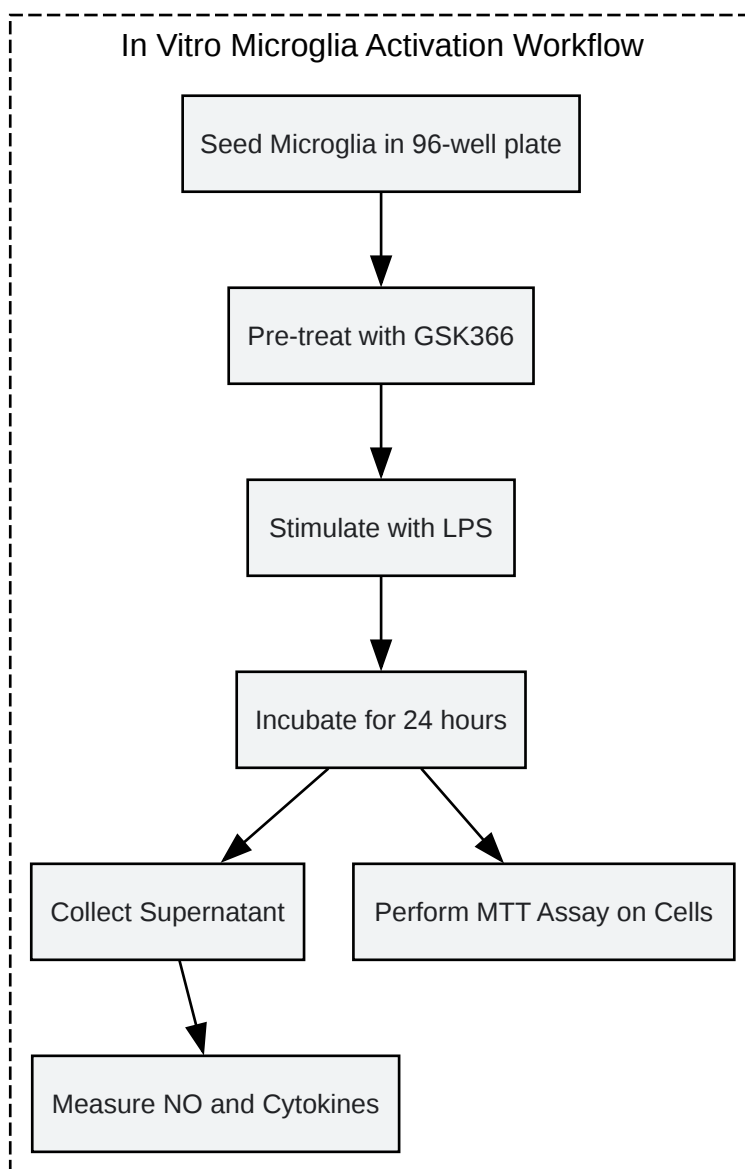 In Vitro Microglia Activation Workflow
Seed Microglia in 96-well plate
Pre-treat with GSK366
Stimulate with LPS
Incubate for 24 hours
Collect Supernatant
Perform MTT Assay on Cells
Measure NO and Cytokines